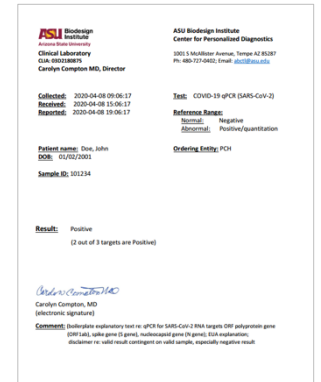 ASU Biodesign Institute
Arizona State University
Clinical Laboratory
CLIA: 03D2180875
Carolyn Compton MD, Director
ASU Biodesign Institute
Center for Personalized Diagnostics
1001 S McAllister Avenue, Tempe AZ 85287
Ph: 480-727-0402; Email: abctl@asu.edu
Collected: 2020-04-08 09:06:17
Received: 2020-04-08 15:06:17
Reported: 2020-04-08 19:06:17
Test: COVID-19 qPCR (SARS-CoV-2)
Reference Range:
Normal: Negative
Abnormal: Positive/quantitation
Patient name: Doe, John
DOB: 01/02/2001
Ordering Entity: PCH
Sample ID: 101234
Result: Positive
(2 out of 3 targets are Positive)
Carolyn Compton MD
Carolyn Compton, MD
(electronic signature)
Comment: (boilerplate explanatory text re: qPCR for SARS-CoV-2 RNA targets ORF polyprotein gene
(ORF1ab), spike gene (S gene), nucleocapsid gene (N gene); EUA explanation;
disclaimer re: valid result contingent on valid sample, especially negative result